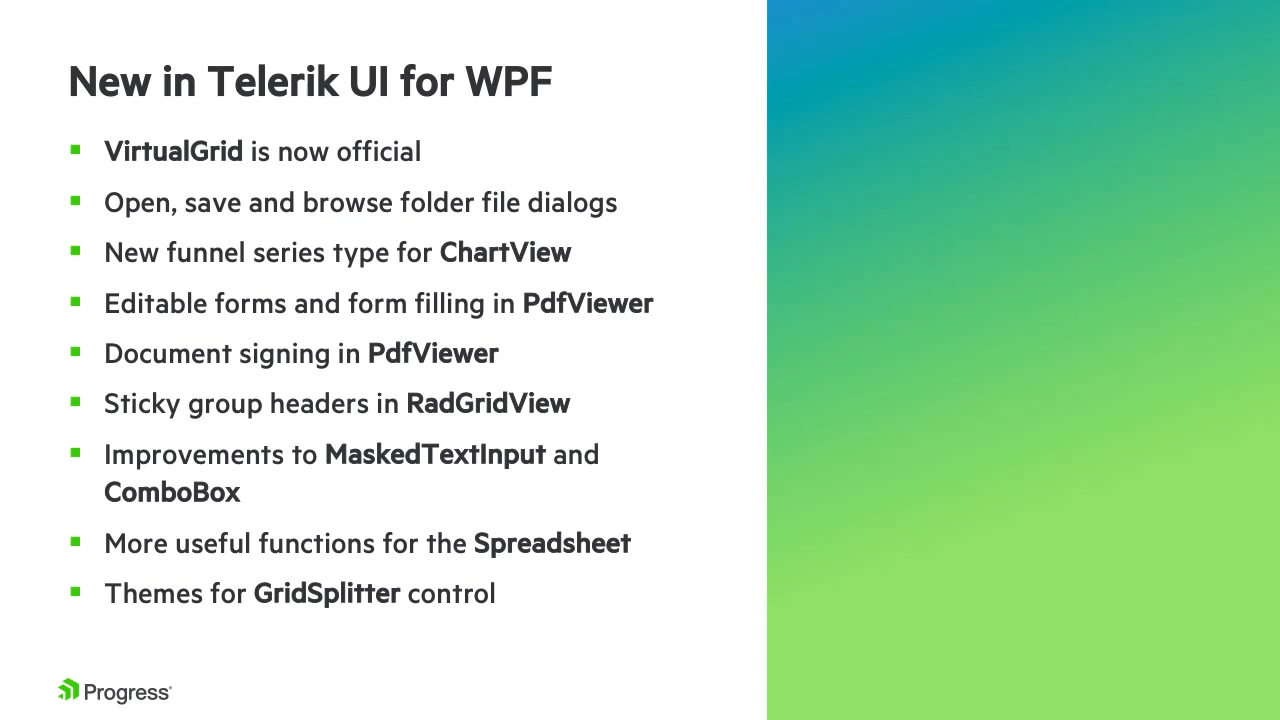 New in Telerik UI for WPF
VirtualGrid is now official
Open, save and browse folder file dialogs
New funnel series type for ChartView
Editable forms and form filling in PdfViewer
Document signing in PdfViewer
Sticky group headers in RadGridView
Improvements to MaskedTextInput and
ComboBox
More useful functions for the Spreadsheet
Themes for GridSplitter control
Progress